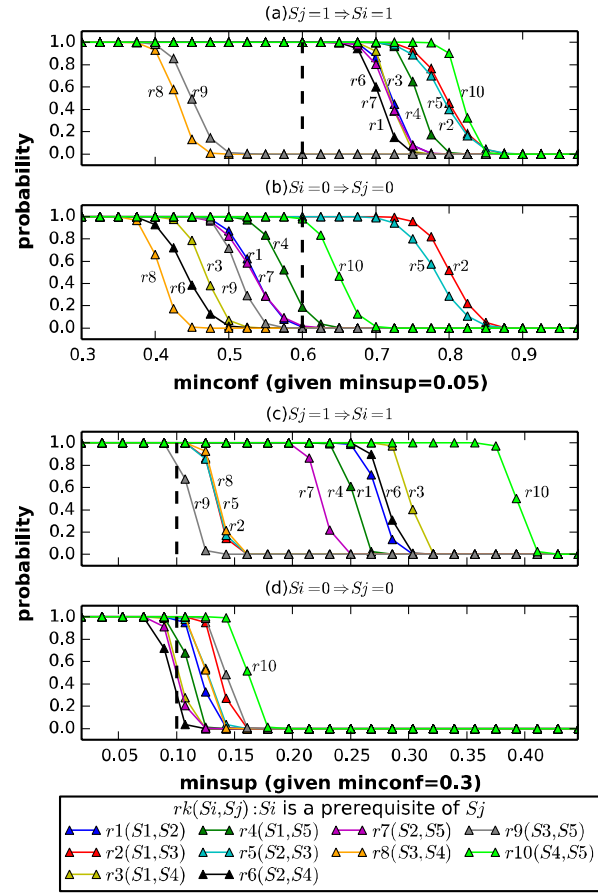 (a)Sj=1⇒Si=1
1.0
0.8
0.6
0.4
0.2
0.0
r8
r9
r6
r7
r1
r3
r4
r5
r2
r10
(b)Si=0⇒Sj=0
1.0
0.8
0.6
0.4
0.2
0.0
r8
r6
r3
r9
r1
r7
r4
r10
r5
r2
probability
0.3 0.4 0.5 0.6 0.7 0.8 0.9
minconf (given minsup=0.05)
(c)Sj=1⇒Si=1
1.0
0.8
0.6
0.4
0.2
0.0
r9
r8
r5
r2
r7
r4
r1
r6
r3
r10
(d)Si=0⇒Sj=0
1.0
0.8
0.6
0.4
0.2
0.0
r10
probability
0.05 0.10 0.15 0.20 0.25 0.30 0.35 0.40
minsup (given minconf=0.3)
rk(Si,Sj):Si is a prerequisite of Sj
r1(S1,S2) r4(S1,S5) r7(S2,S5) r9(S3,S5)
r2(S1,S3) r5(S2,S3) r8(S3,S4) r10(S4,S5)
r3(S1,S4) r6(S2,S4)